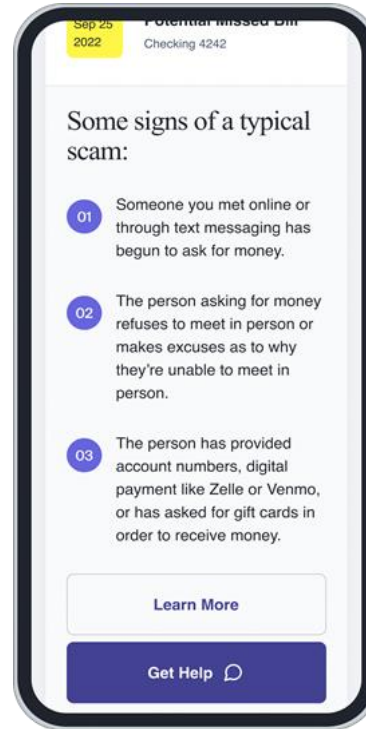 Sep 25
2022
Potential Missed Bill
Checking 4242
Some signs of a typical
scam:
01
Someone you met online or
through text messaging has
begun to ask for money.
02
The person asking for money
refuses to meet in person or
makes excuses as to why
they're unable to meet in
person.
03
The person has provided
account numbers, digital
payment like Zelle or Venmo,
or has asked for gift cards in
order to receive money.
Learn More
Get Help